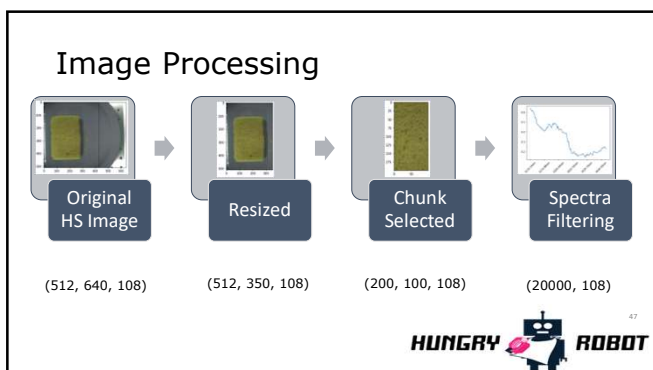 Image Processing
Original
HS Image
Resized
Chunk
Selected
Spectra
Filtering
(512, 640, 108)
(512, 350, 108)
(200, 100, 108)
(20000, 108)
47
HUNGRY ROBOT